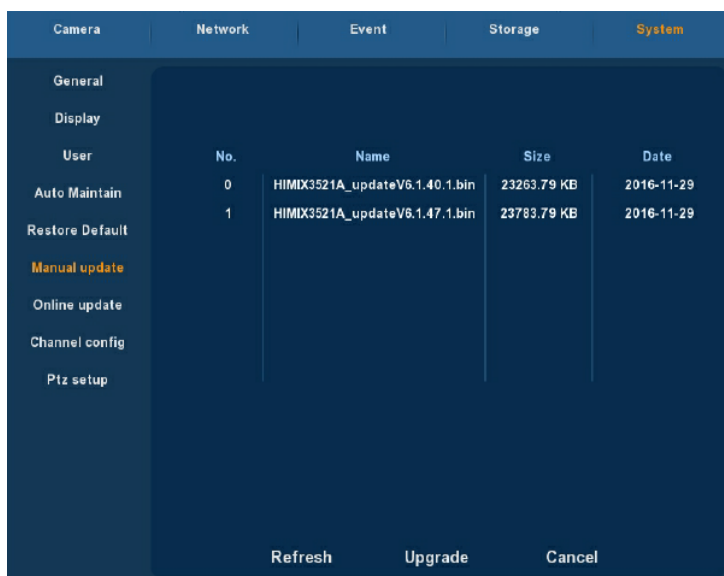 Camera Network Event Storage System
General
Display
User
Auto Maintain
Restore Default
Manual update
Online update
Channel config
Ptz setup
No. Name Size Date
0 HIMIX3521A_updateV6.1.40.1.bin 23263.79 KB 2016-11-29
1 HIMIX3521A_updateV6.1.47.1.bin 23783.79 KB 2016-11-29
Refresh Upgrade Cancel